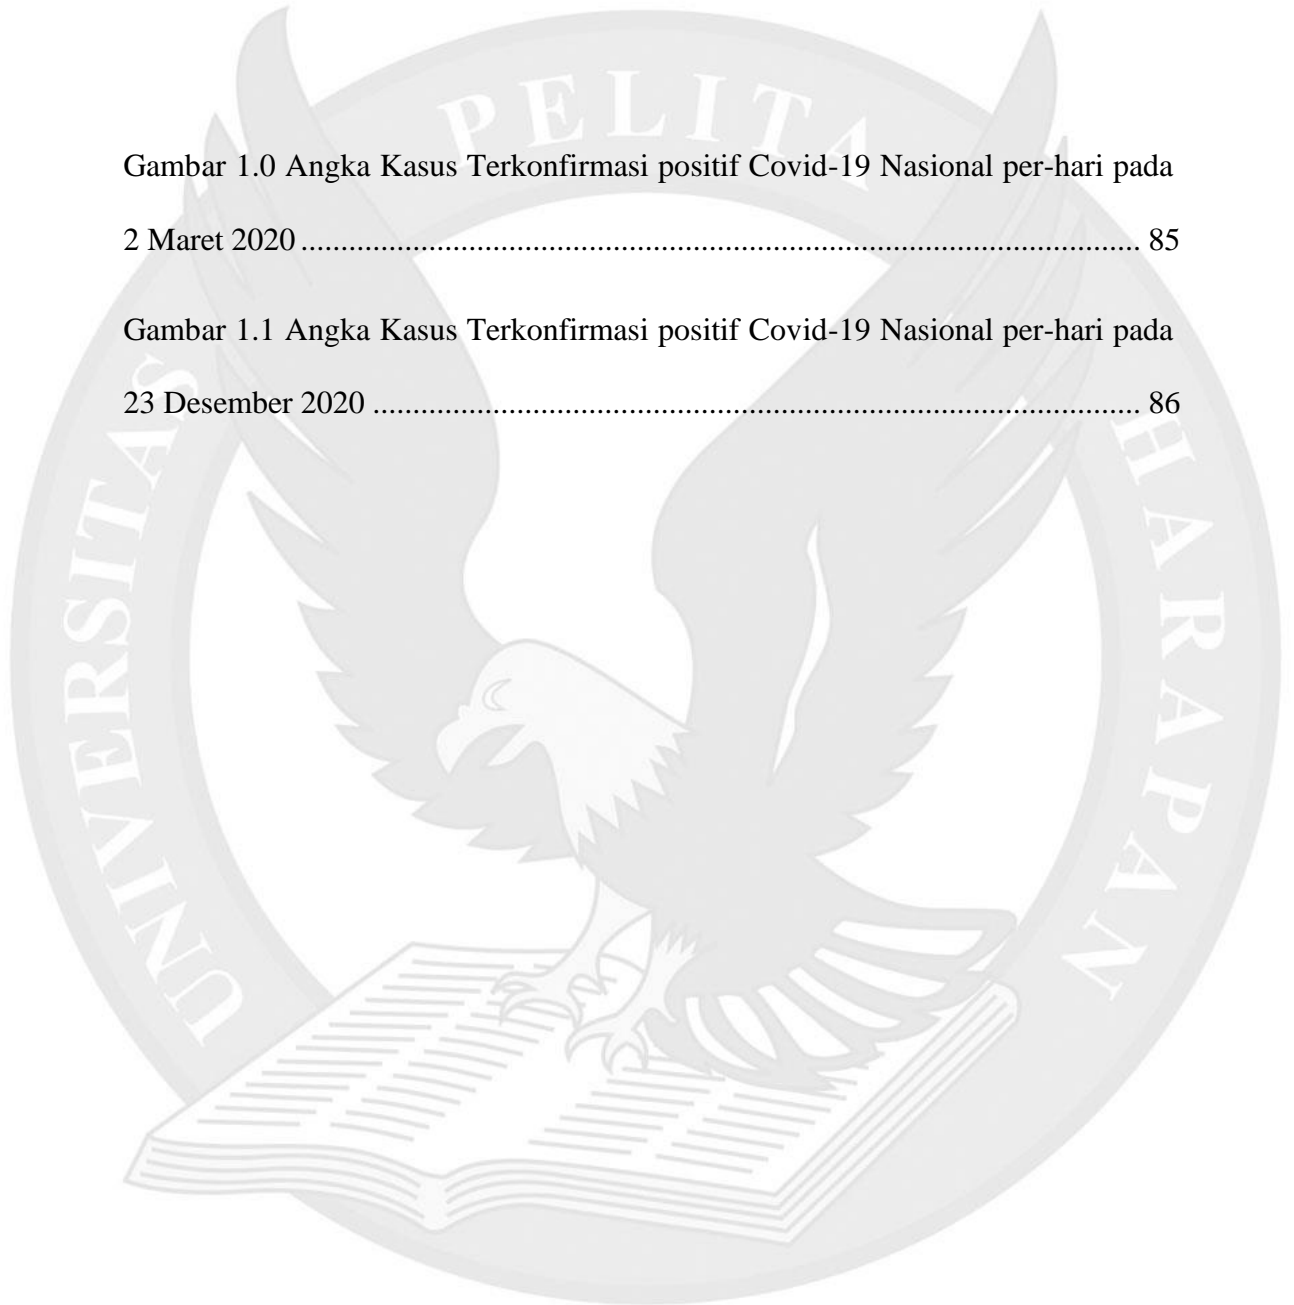 PELITA
Gambar 1.0 Angka Kasus Terkonfirmasi positif Covid-19 Nasional per-hari pada
2 Maret 2020 ........................................................................................................... 85
Gambar 1.1 Angka Kasus Terkonfirmasi positif Covid-19 Nasional per-hari pada
23 Desember 2020 .................................................................................................. 86
UNIVERSITAS
HARAPAN